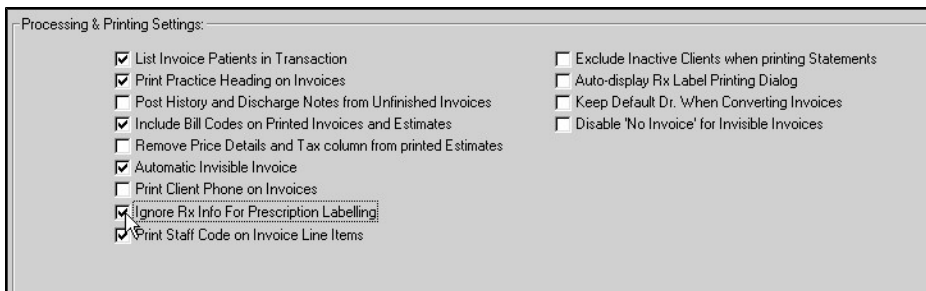 Processing & Printing Settings:
List Invoice Patients in Transaction
Print Practice Heading on Invoices
Post History and Discharge Notes from Unfinished Invoices
Include Bill Codes on Printed Invoices and Estimates
Remove Price Details and Tax column from printed Estimates
Automatic Invisible Invoice
Print Client Phone on Invoices
Ignore Rx Info For Prescription Labelling
Print Staff Code on Invoice Line Items
Exclude Inactive Clients when printing Statements
Auto-display Rx Label Printing Dialog
Keep Default Dr. When Converting Invoices
Disable 'No Invoice' for Invisible Invoices